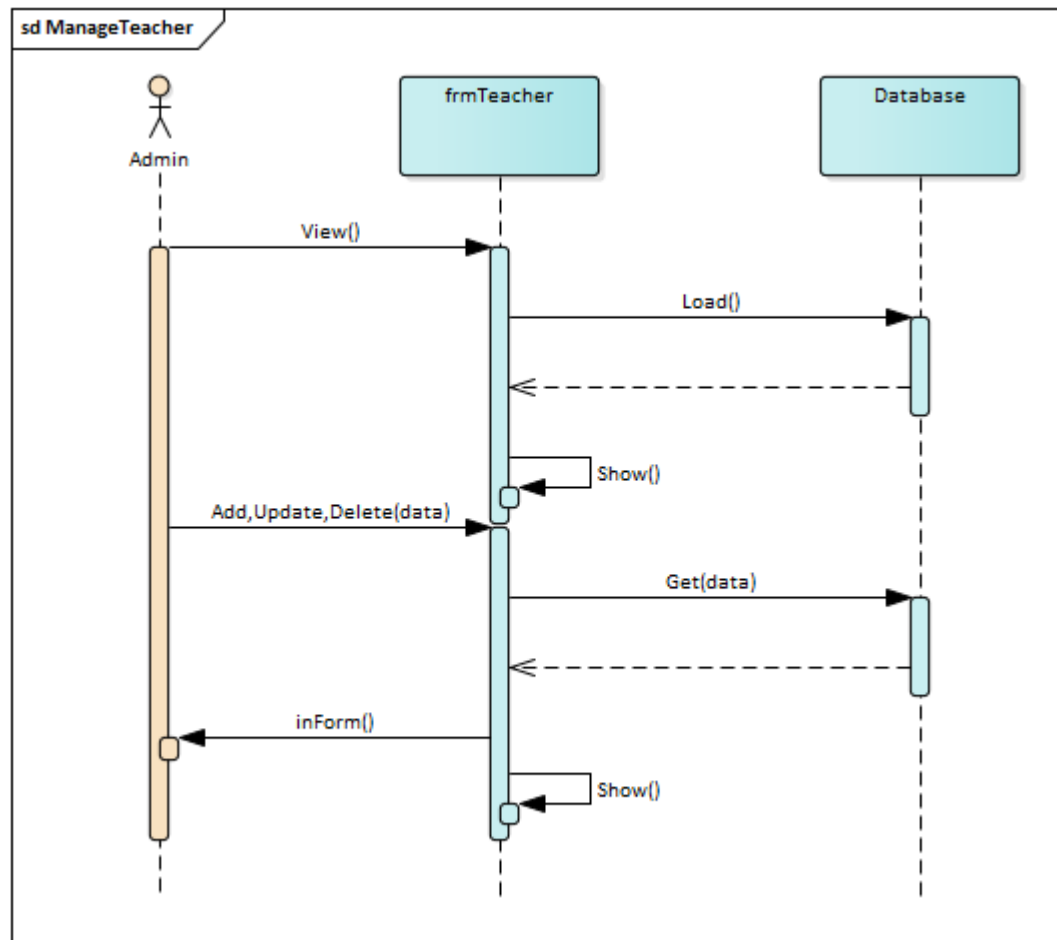 sd ManageTeacher
frmTeacher
Database
Admin
View()
Load()
Show()
Add,Update,Delete(data)
Get(data)
inForm()
Show()